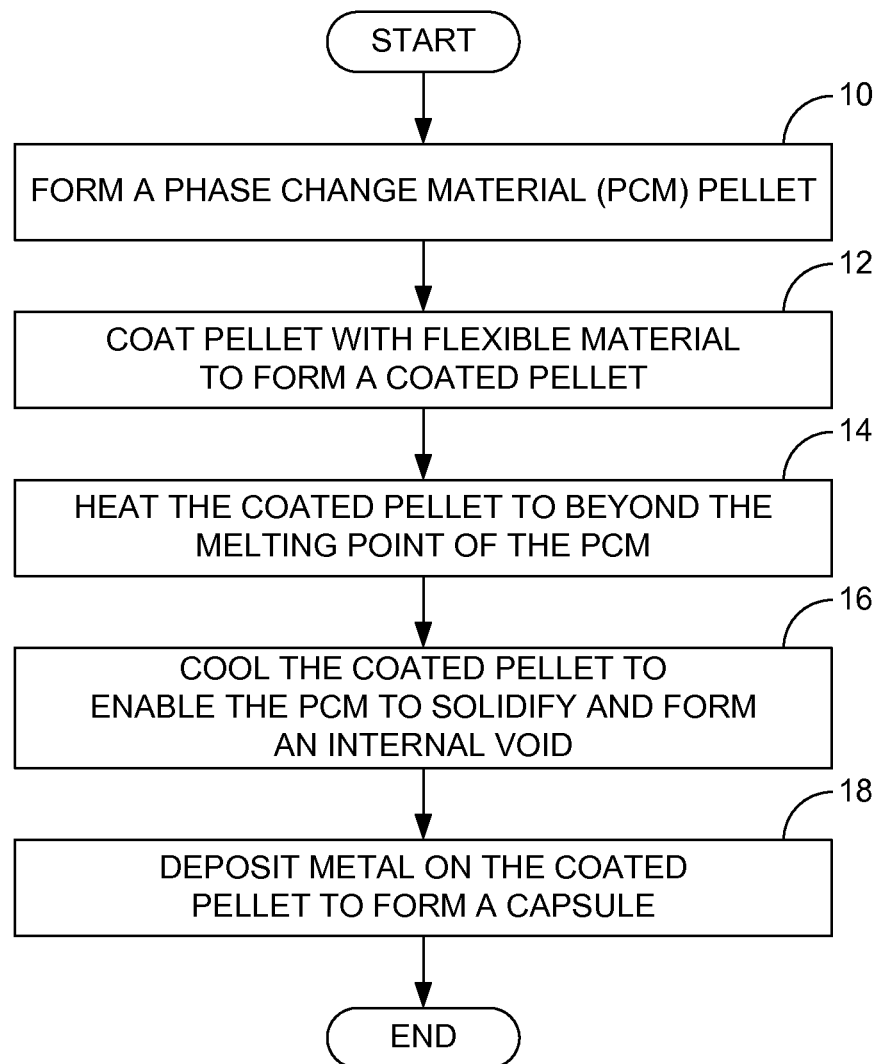 START
10
FORM A PHASE CHANGE MATERIAL (PCM) PELLET
12
COAT PELLET WITH FLEXIBLE MATERIAL
TO FORM A COATED PELLET
14
HEAT THE COATED PELLET TO BEYOND THE
MELTING POINT OF THE PCM
16
COOL THE COATED PELLET TO
ENABLE THE PCM TO SOLIDIFY AND FORM
AN INTERNAL VOID
18
DEPOSIT METAL ON THE COATED
PELLET TO FORM A CAPSULE
END